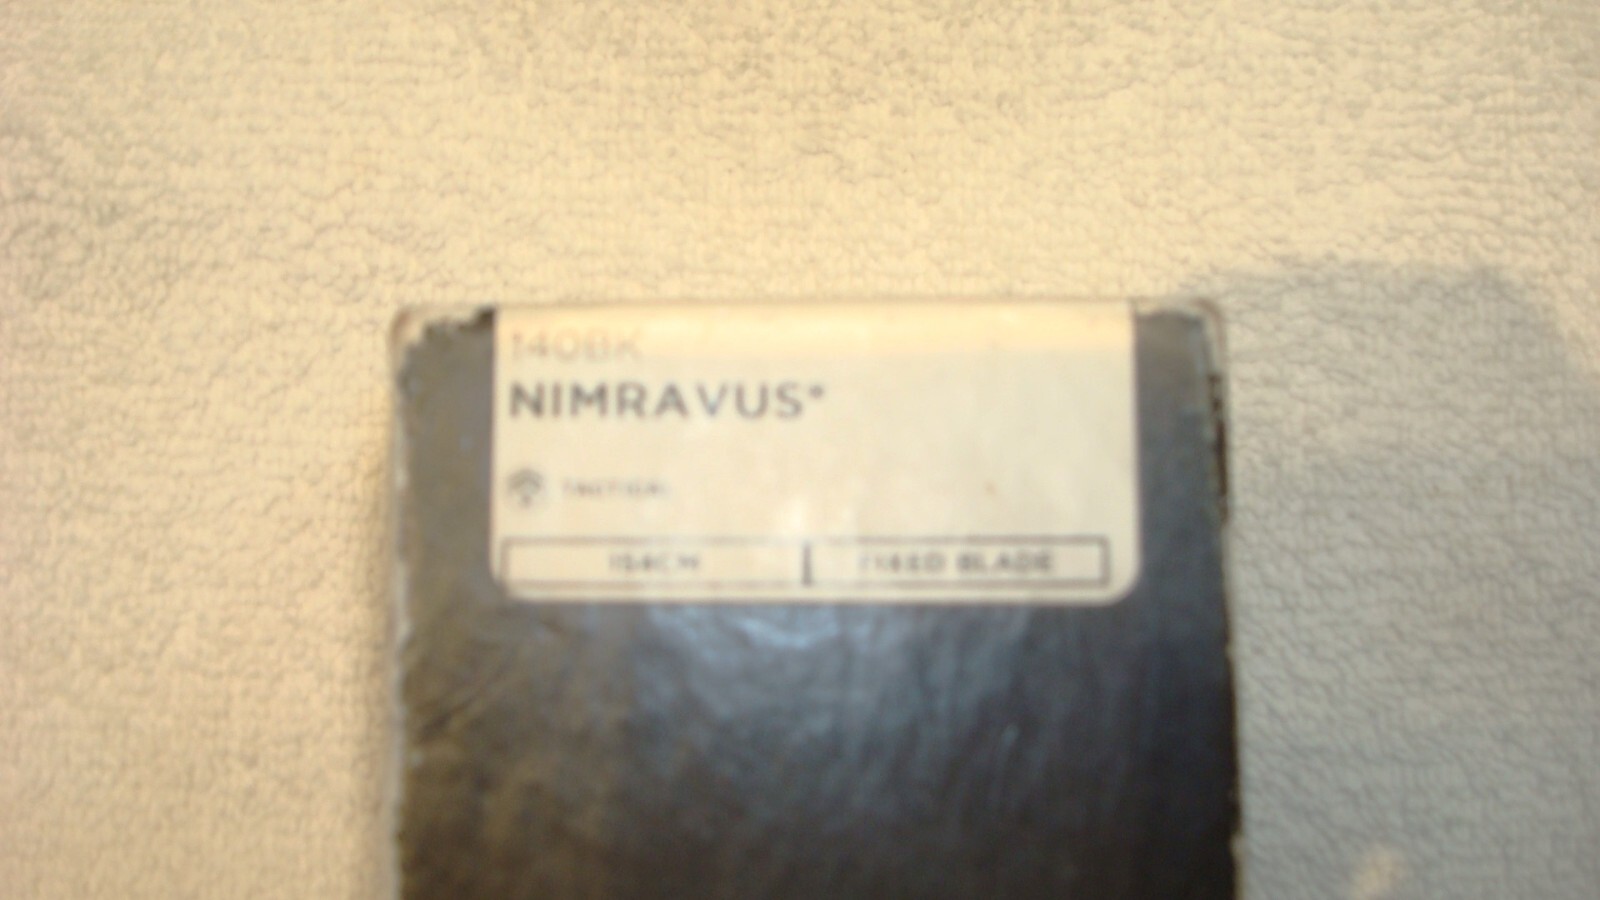 140BK
NIMRAVUS®
TACTICAL
154CM
FIXED BLADE